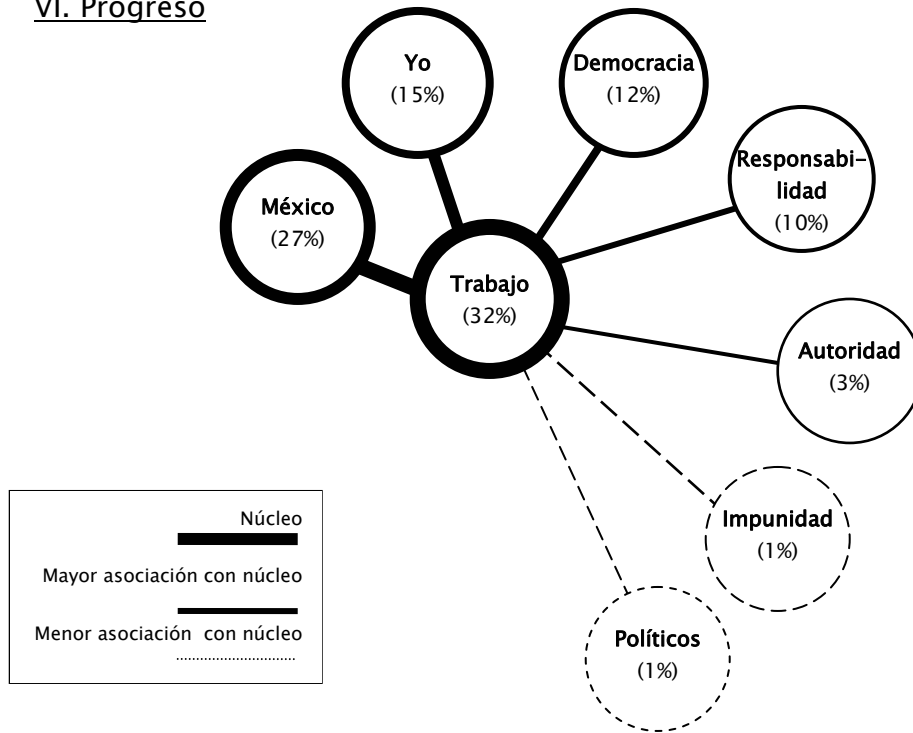 VI. Progreso
Yo
(15%)
Democracia
(12%)
Responsabi-
lidad
(10%)
México
(27%)
Trabajo
(32%)
Autoridad
(3%)
Impunidad
(1%)
Políticos
(1%)
Núcleo
Mayor asociación con núcleo
Menor asociación con núcleo